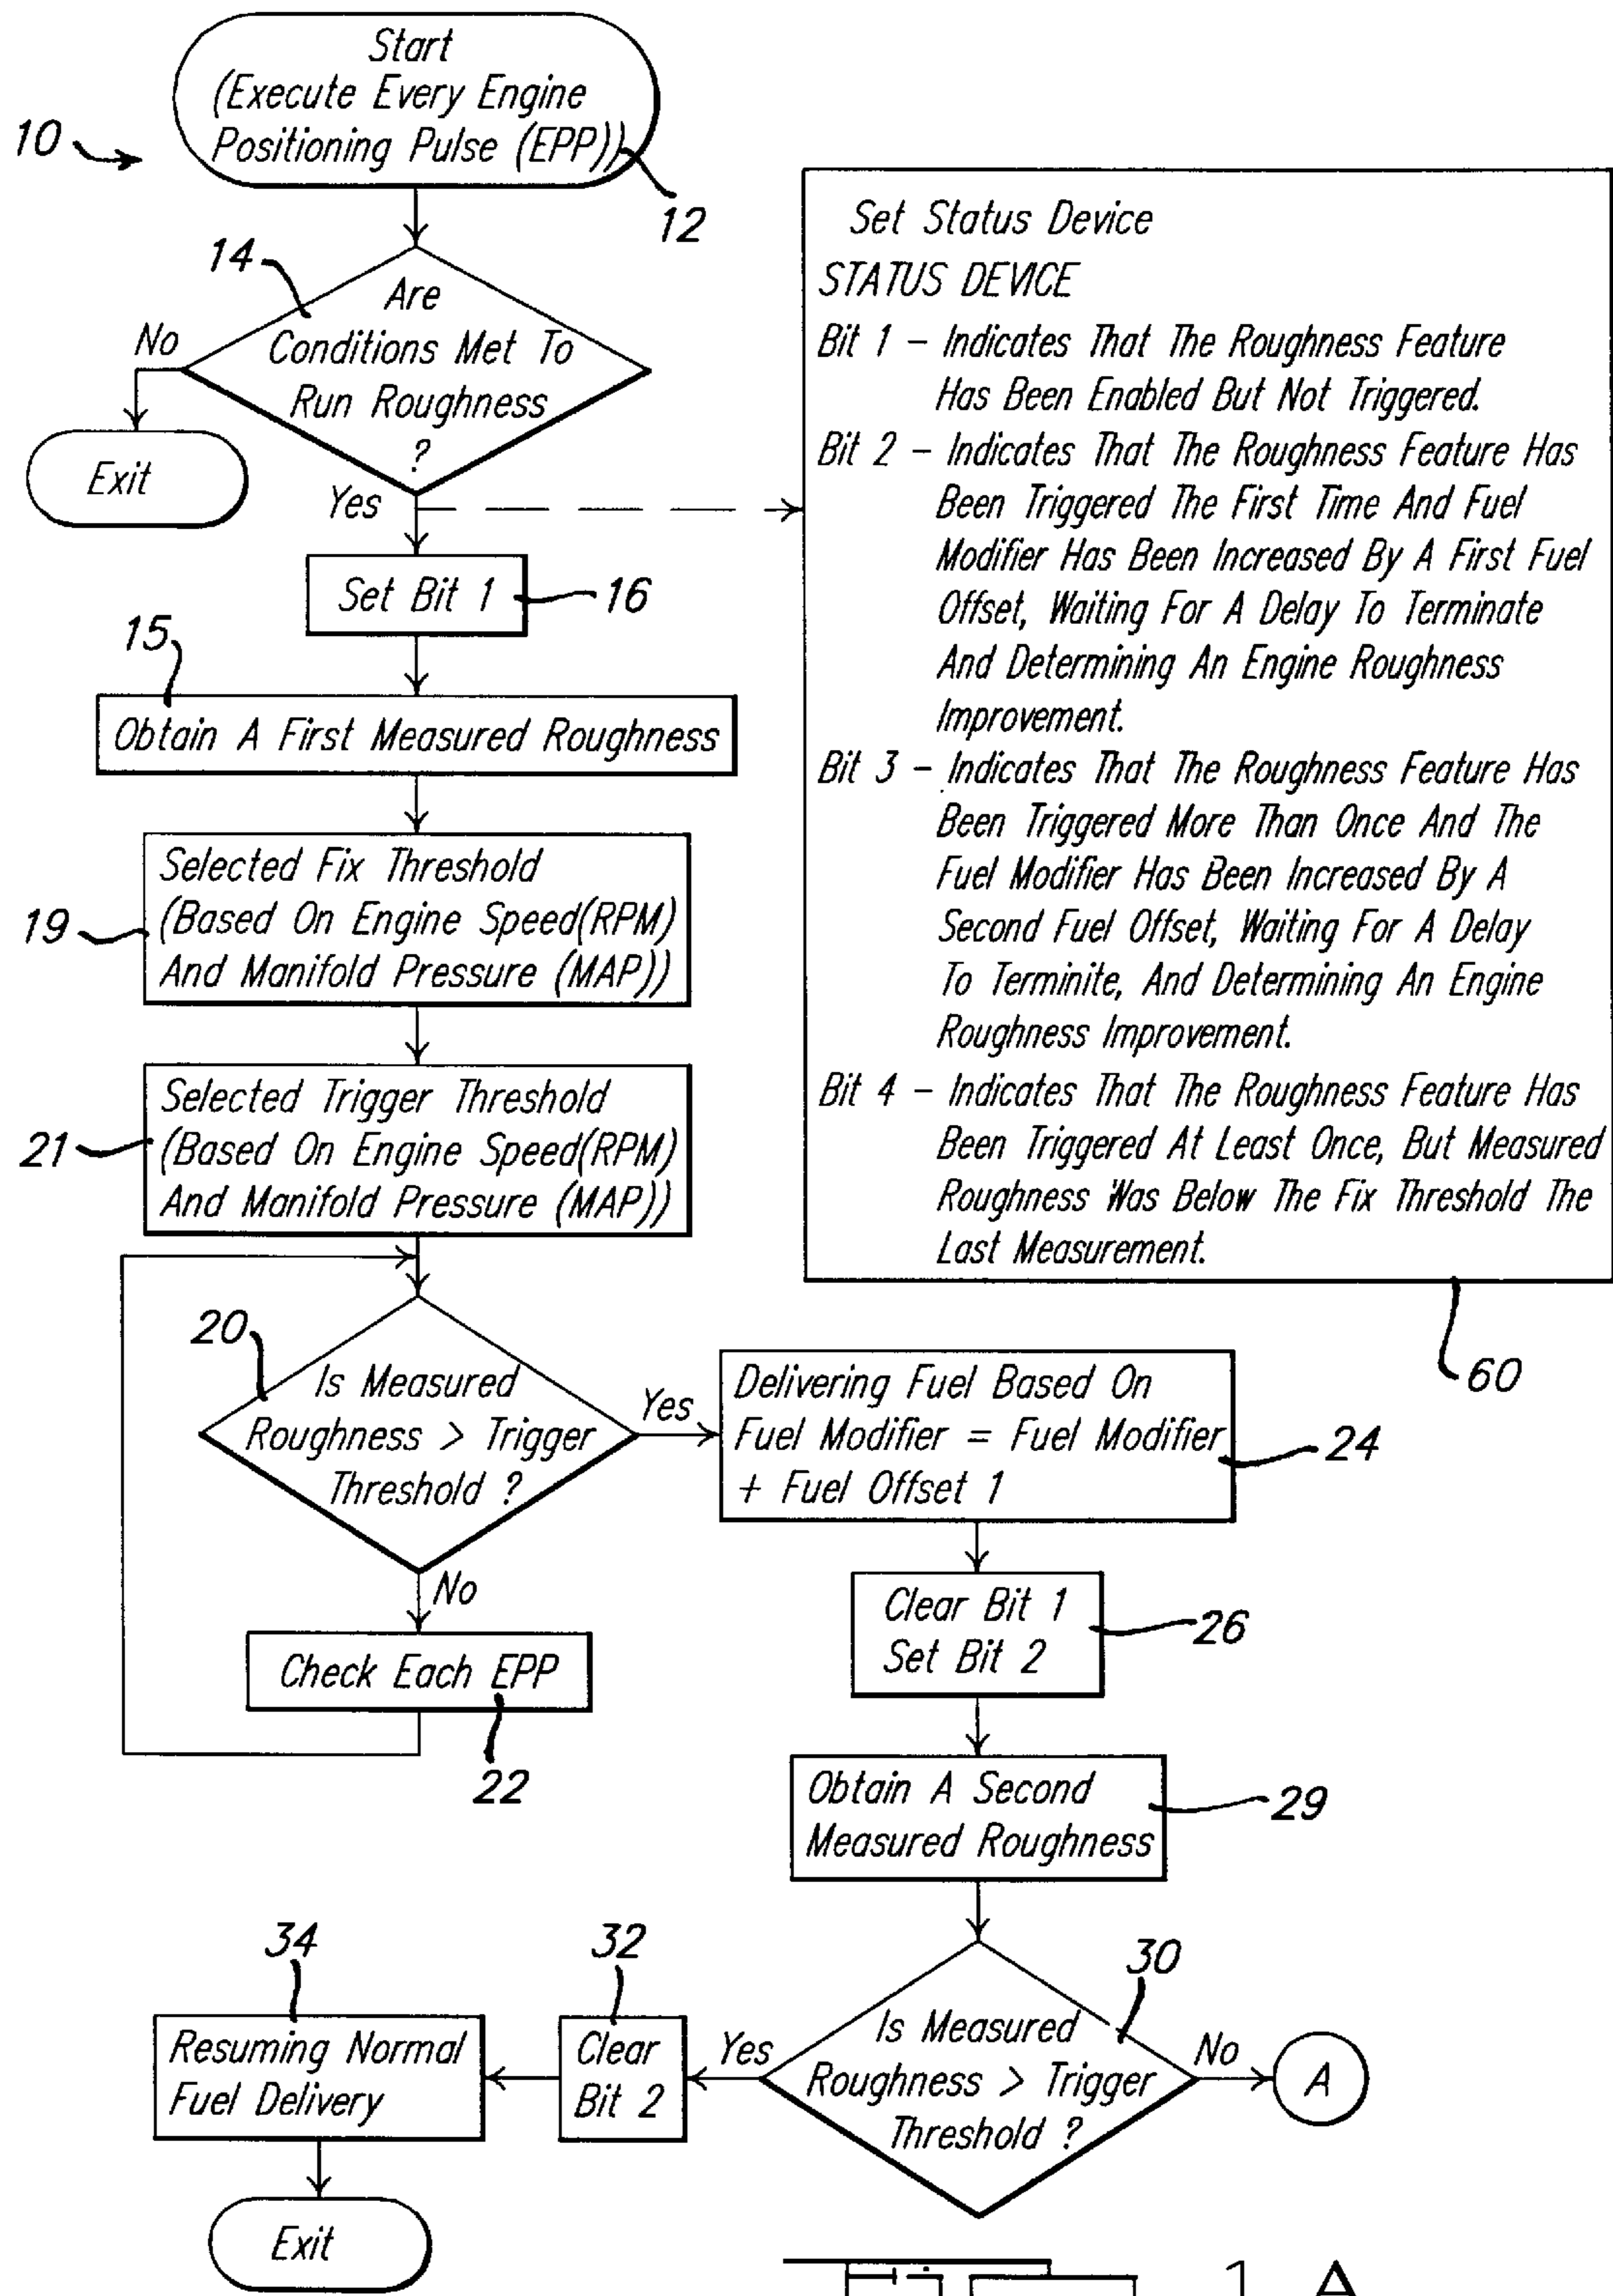 Start
(Execute Every Engine
Positioning Pulse (EPP))
10
12
14
Are
Conditions Met To
Run Roughness
?
No
Exit
Yes
Set Bit 1
16
15
Obtain A First Measured Roughness
Selected Fix Threshold
(Based On Engine Speed(RPM)
And Manifold Pressure (MAP))
19
Selected Trigger Threshold
(Based On Engine Speed(RPM)
And Manifold Pressure (MAP))
21
Set Status Device
STATUS DEVICE
Bit 1 - Indicates That The Roughness Feature
Has Been Enabled But Not Triggered.
Bit 2 - Indicates That The Roughness Feature Has
Been Triggered The First Time And Fuel
Modifier Has Been Increased By A First Fuel
Offset, Waiting For A Delay To Terminate
And Determining An Engine Roughness
Improvement.
Bit 3 - Indicates That The Roughness Feature Has
Been Triggered More Than Once And The
Fuel Modifier Has Been Increased By A
Second Fuel Offset, Waiting For A Delay
To Terminite, And Determining An Engine
Roughness Improvement.
Bit 4 - Indicates That The Roughness Feature Has
Been Triggered At Least Once, But Measured
Roughness Was Below The Fix Threshold The
Last Measurement.
60
20
Is Measured
Roughness > Trigger
Threshold ?
Yes
No
Check Each EPP
22
Delivering Fuel Based On
Fuel Modifier = Fuel Modifier
+ Fuel Offset 1
24
Clear Bit 1
Set Bit 2
26
Obtain A Second
Measured Roughness
29
30
Is Measured
Roughness > Trigger
Threshold ?
No
A
Yes
32
Clear
Bit 2
34
Resuming Normal
Fuel Delivery
Exit